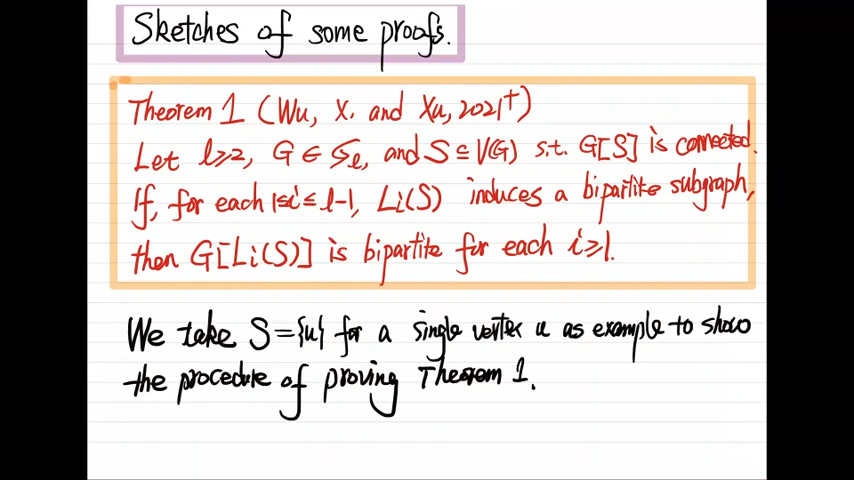 Sketches of some proofs.
Theorem 1 (Wu, X. and Xu, 2021⁺)
Let l≥2, G ∈ 𝒢ₗ, and S ⊆ V(G) s.t. G[S] is connected.
If, for each 1≤i≤l-1, Li(S) induces a bipartite subgraph,
then G[Li(S)] is bipartite for each i≥1.
We take S={u} for a single vertex u as example to show
the procedure of proving Theorem 1.